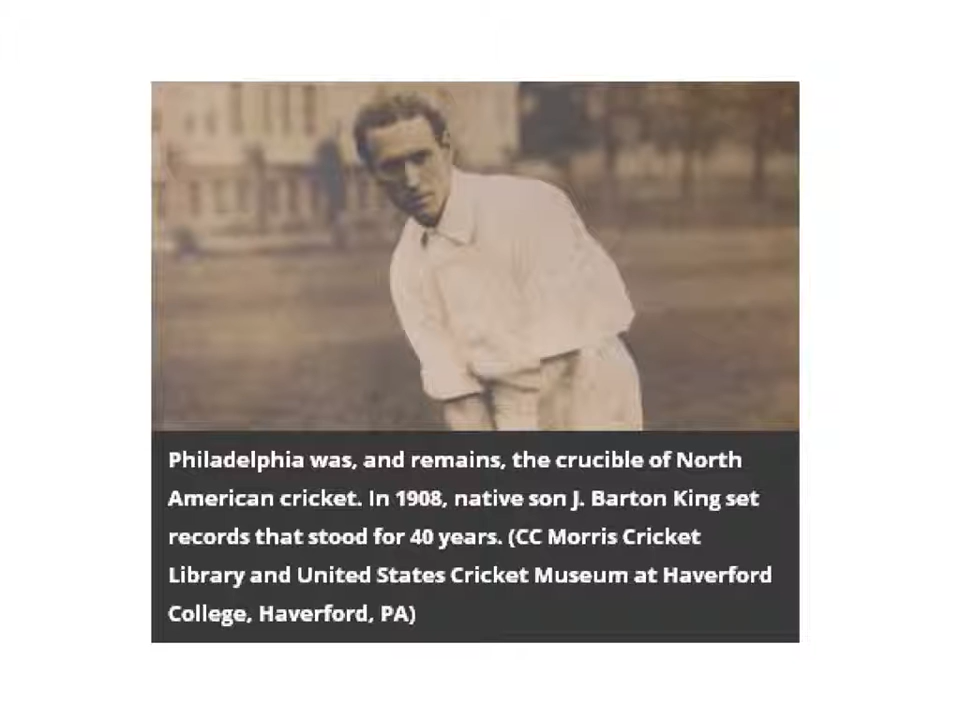 Philadelphia was, and remains, the crucible of North
American cricket. In 1908, native son J. Barton King set
records that stood for 40 years. (CC Morris Cricket
Library and United States Cricket Museum at Haverford
College, Haverford, PA)